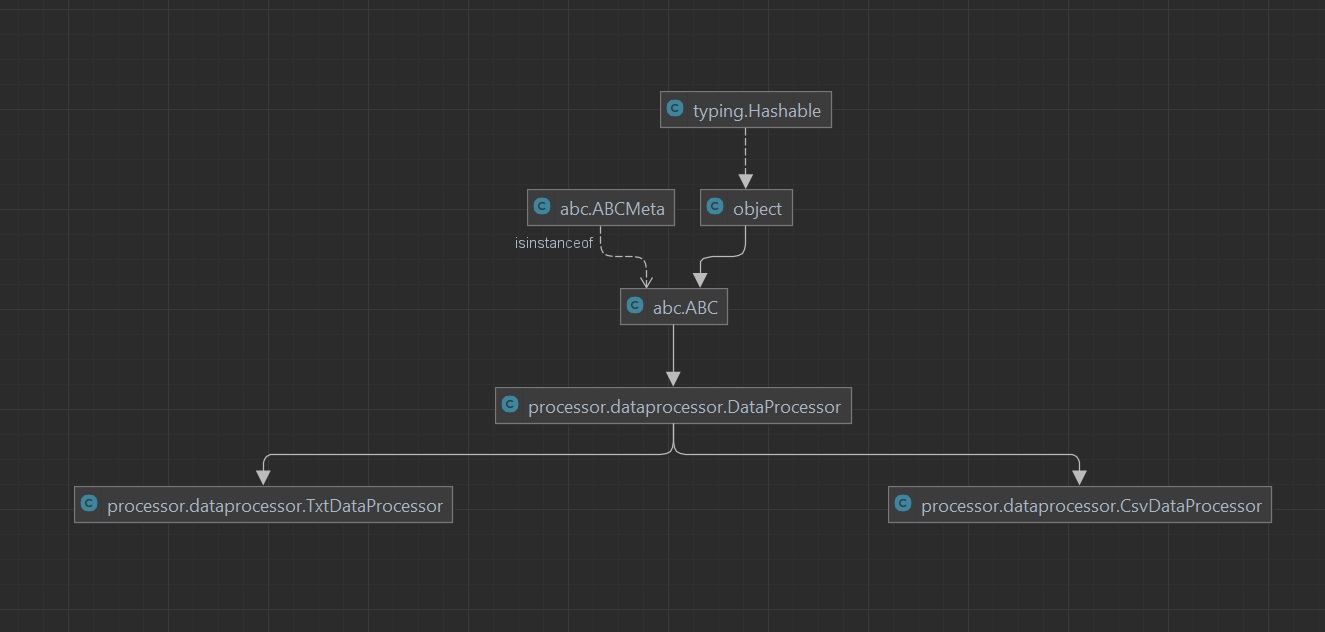 typing.Hashable
abc.ABCMeta
object
isinstanceof
abc.ABC
processor.dataprocessor.DataProcessor
processor.dataprocessor.TxtDataProcessor
processor.dataprocessor.CsvDataProcessor